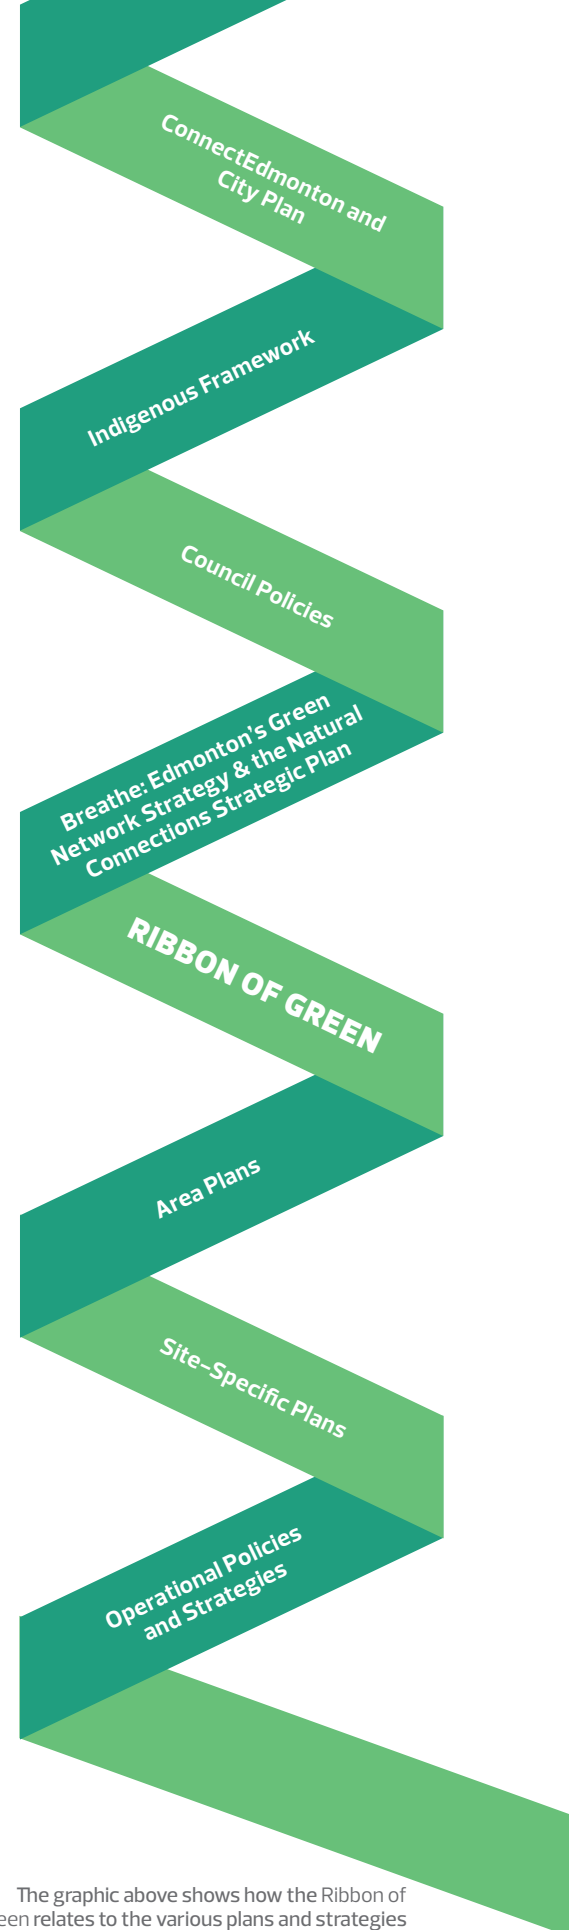 ConnectEdmonton and
City Plan
Indigenous Framework
Council Policies
Breathe: Edmonton's Green
Network Strategy & the Natural
Connections Strategic Plan
RIBBON OF GREEN
Area Plans
Site-Specific Plans
Operational Policies
and Strategies
The graphic above shows how the Ribbon of
relates to the various plans and strategies